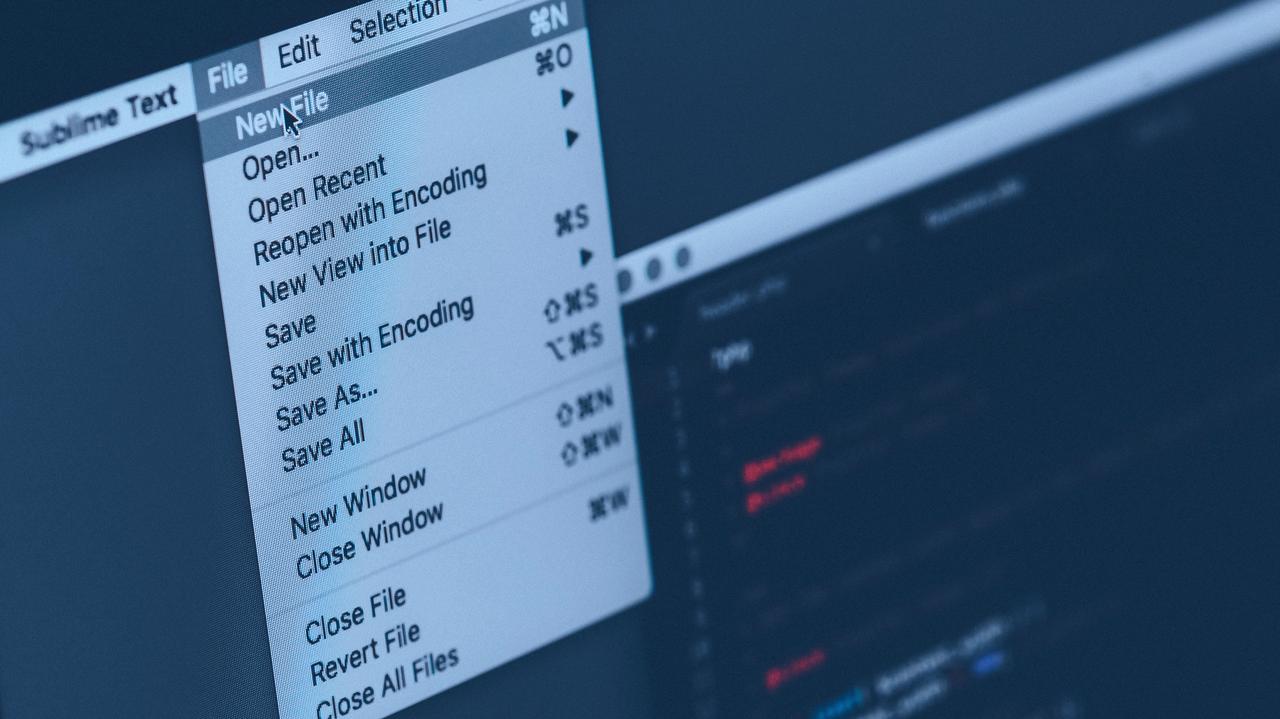 Sublime Text File Edit Selection
New File ⌘N
Open... ⌘O
Open Recent ▶
Reopen with Encoding ▶
New View into File
Save ⌘S
Save with Encoding ▶
Save As... ⇧⌘S
Save All ⌥⌘S
New Window ⇧⌘N
Close Window ⇧⌘W
Close File ⌘W
Revert File
Close All Files